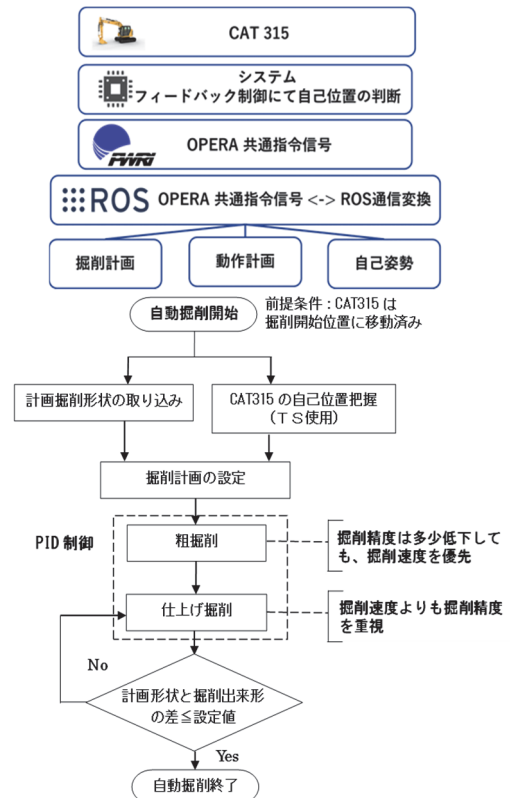 CAT 315
システム
フィードバック制御にて自己位置の判断
PWRI
OPERA 共通指令信号
ROS
OPERA 共通指令信号 <-> ROS通信変換
掘削計画
動作計画
自己姿勢
自動掘削開始
前提条件：CAT315 は
掘削開始位置に移動済み
計画掘削形状の取り込み
CAT315 の自己位置把握
（ＴＳ使用）
掘削計画の設定
PID 制御
粗掘削
掘削精度は多少低下して
も、掘削速度を優先
仕上げ掘削
掘削速度よりも掘削精度
を重視
No
計画形状と掘削出来形
の差≦設定値
Yes
自動掘削終了